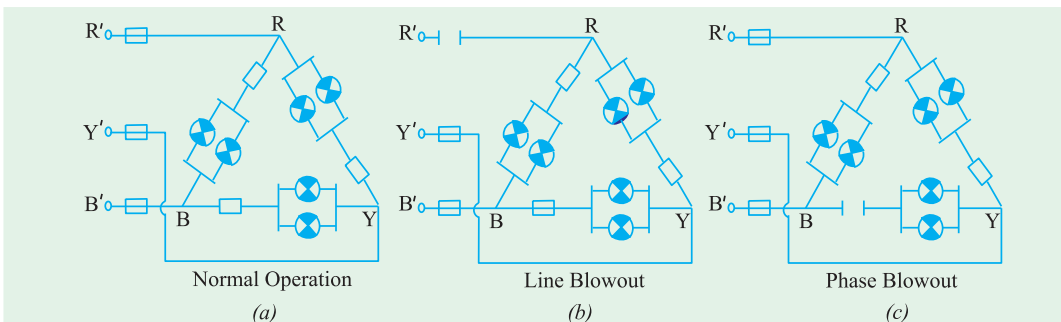 R′
R
Y′
B′
B
Y
Normal Operation
(a)
R′
R
Y′
B′
B
Y
Line Blowout
(b)
R′
R
Y′
B′
B
Y
Phase Blowout
(c)